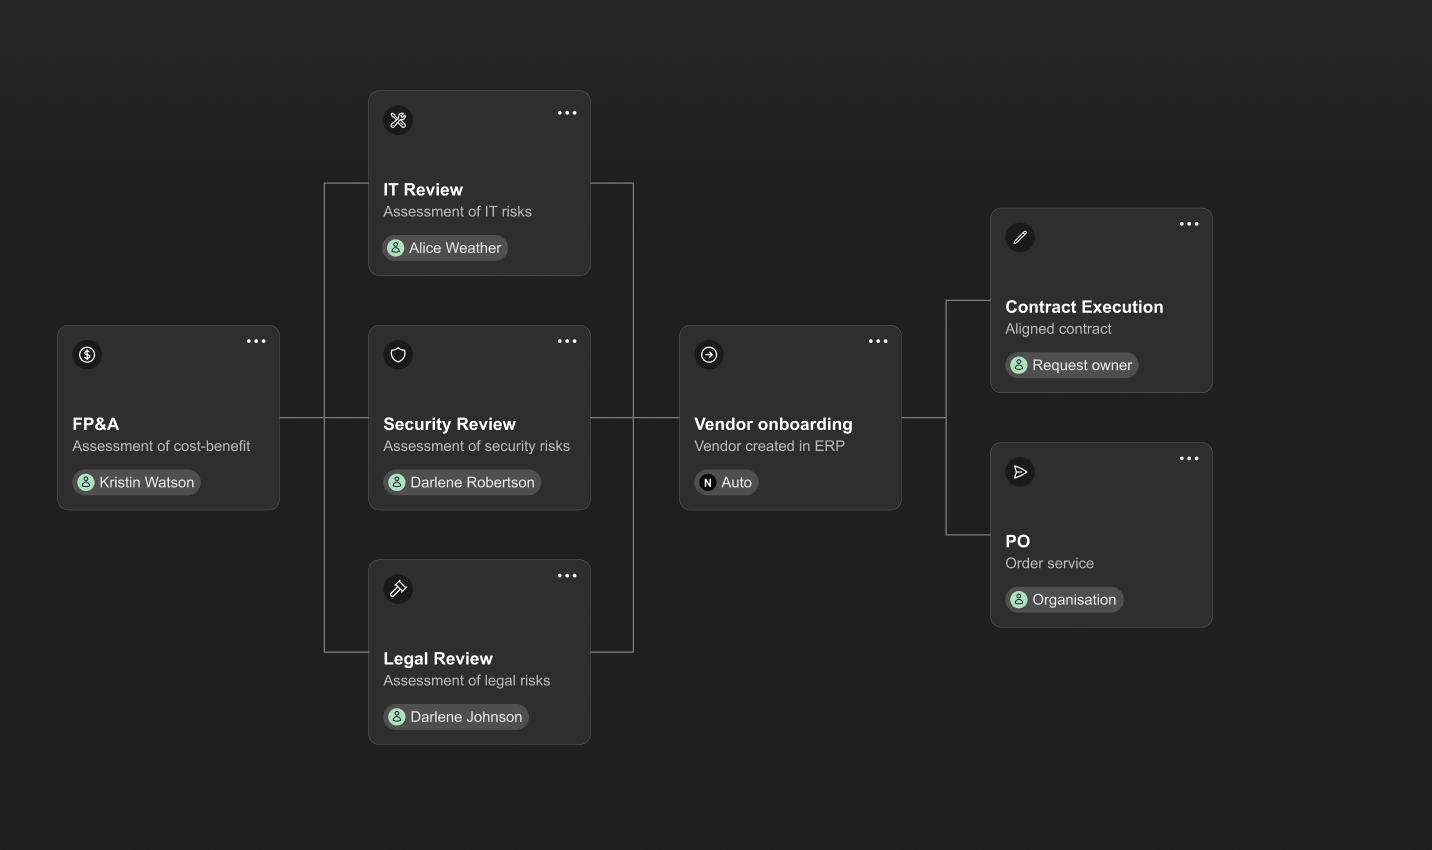 FP&A
Assessment of cost-benefit
Kristin Watson
IT Review
Assessment of IT risks
Alice Weather
Security Review
Assessment of security risks
Darlene Robertson
Legal Review
Assessment of legal risks
Darlene Johnson
Vendor onboarding
Vendor created in ERP
N Auto
Contract Execution
Aligned contract
Request owner
PO
Order service
Organisation